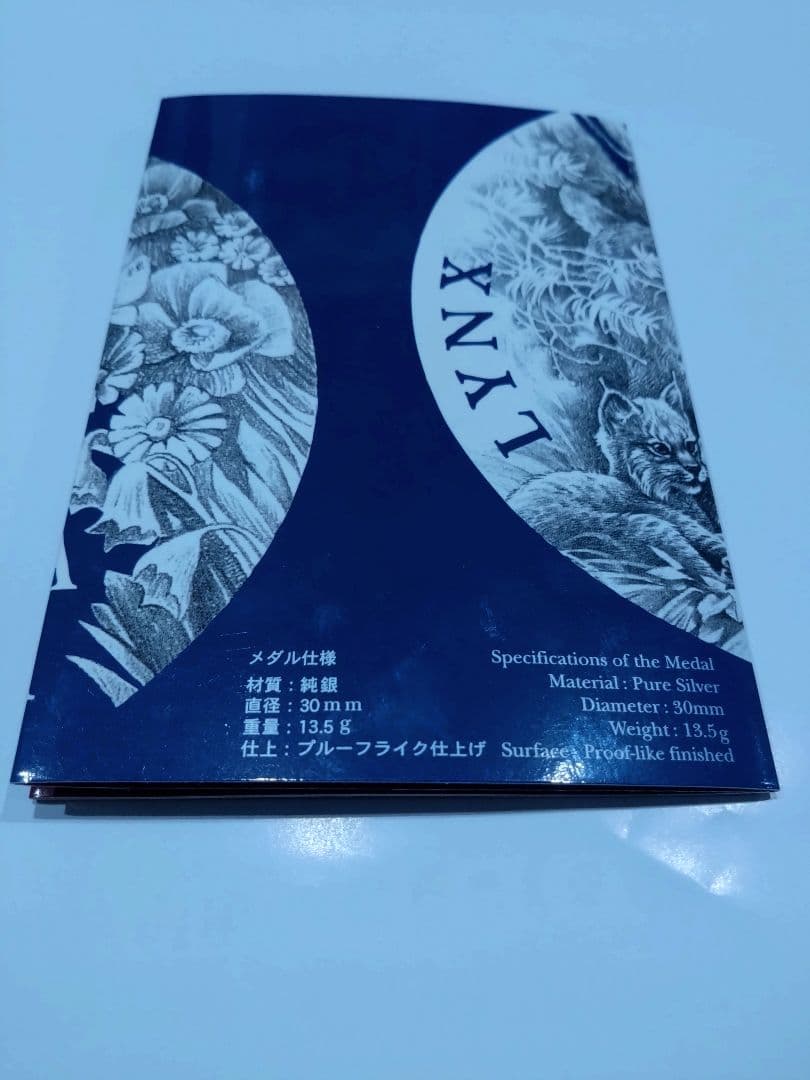 LYNX
メダル仕様
材質：純銀
直径：30mm
重量：13.5g
仕上：プルーフライク仕上げ
Specifications of the Medal
Material : Pure Silver
Diameter : 30mm
Weight : 13.5g
Surface : Proof-like finished